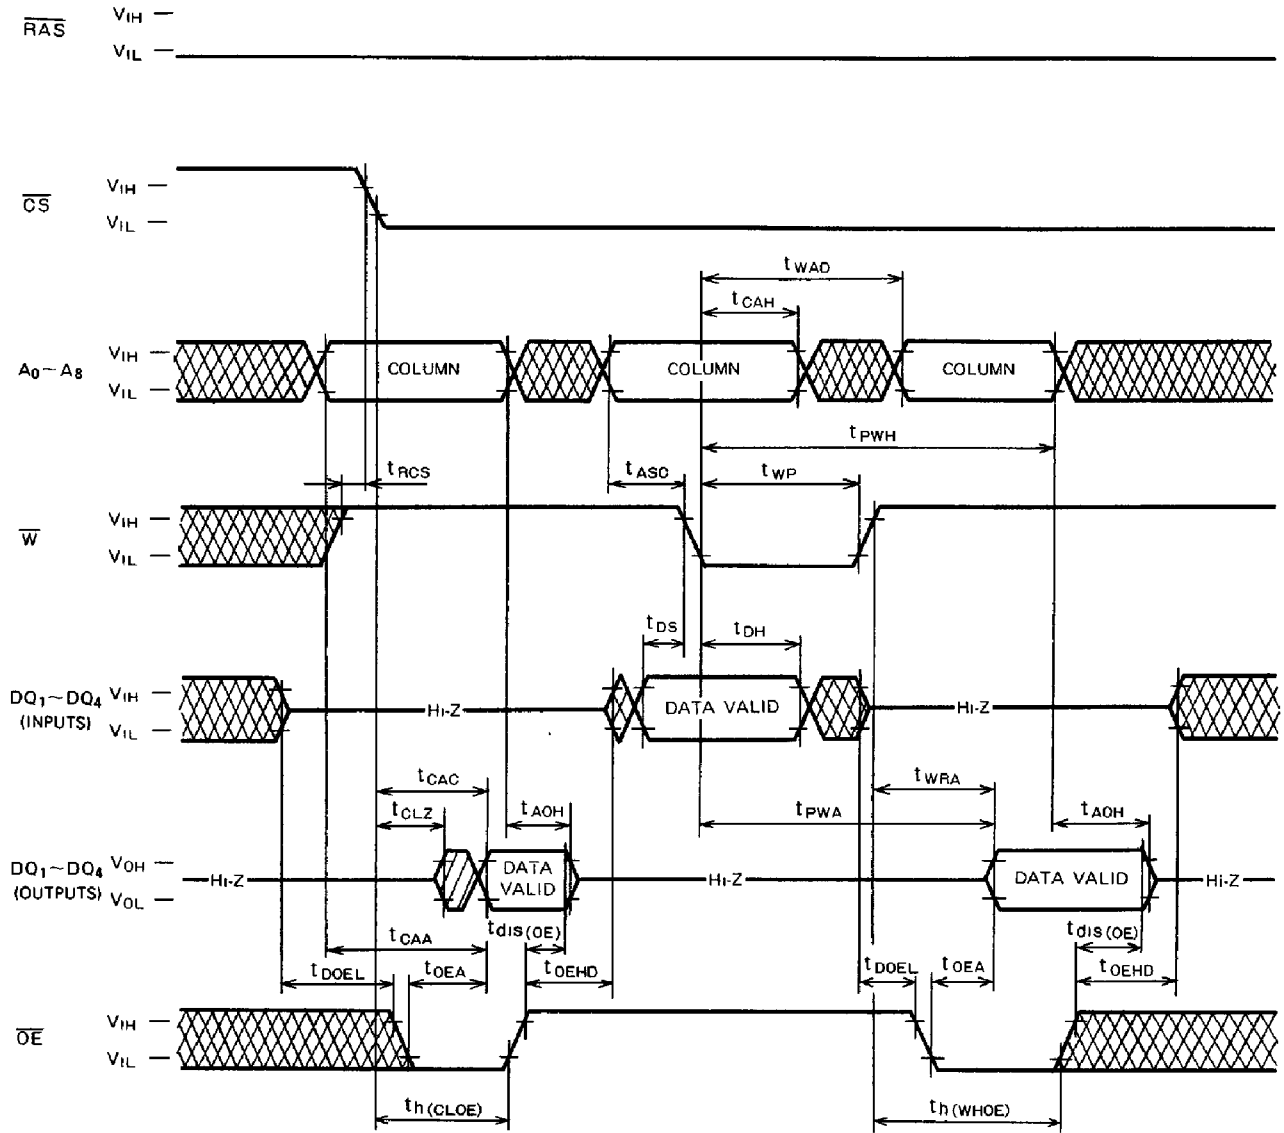 RAS
VIH
VIL
CS
VIH
VIL
tWAD
tCAH
A0~A8
VIH
VIL
COLUMN
COLUMN
COLUMN
tPWH
tRCS
tASC
tWP
W
VIH
VIL
tDS
tDH
DQ1~DQ4
(INPUTS)
VIH
VIL
Hi-Z
DATA VALID
Hi-Z
tCAC
tWRA
tCLZ
tAOH
tPWA
tAOH
DQ1~DQ4
(OUTPUTS)
VOH
VOL
Hi-Z
DATA
VALID
Hi-Z
DATA VALID
Hi-Z
tCAA
tdis(OE)
tdis(OE)
tDOEL
tOEA
tOEHD
tDOEL
tOEA
tOEHD
OE
VIH
VIL
th(CLOE)
th(WHOE)